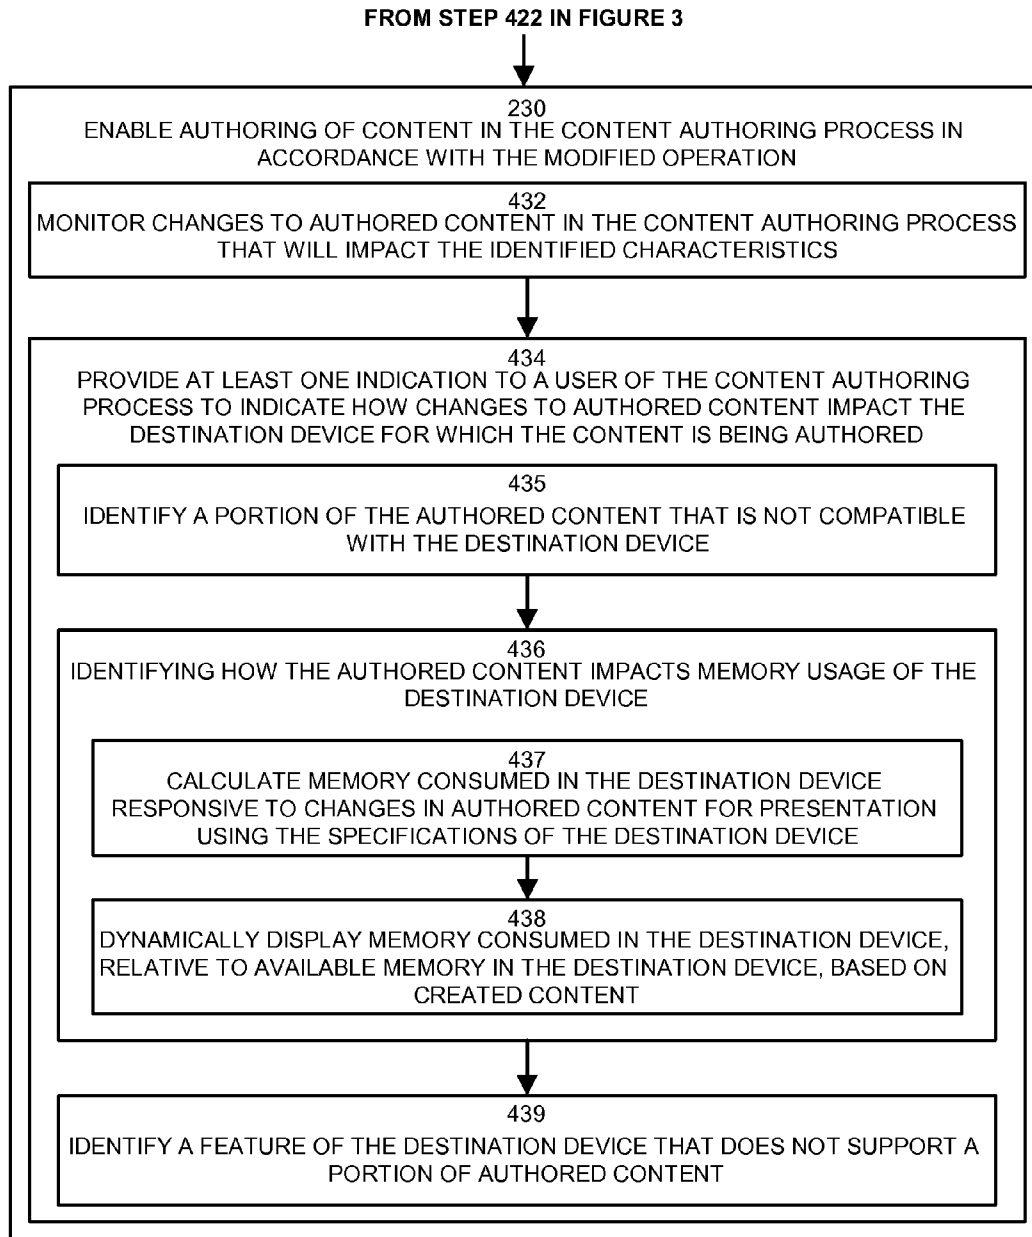 FROM STEP 422 IN FIGURE 3
230
ENABLE AUTHORING OF CONTENT IN THE CONTENT AUTHORING PROCESS IN
ACCORDANCE WITH THE MODIFIED OPERATION
432
MONITOR CHANGES TO AUTHORED CONTENT IN THE CONTENT AUTHORING PROCESS
THAT WILL IMPACT THE IDENTIFIED CHARACTERISTICS
434
PROVIDE AT LEAST ONE INDICATION TO A USER OF THE CONTENT AUTHORING
PROCESS TO INDICATE HOW CHANGES TO AUTHORED CONTENT IMPACT THE
DESTINATION DEVICE FOR WHICH THE CONTENT IS BEING AUTHORED
435
IDENTIFY A PORTION OF THE AUTHORED CONTENT THAT IS NOT COMPATIBLE
WITH THE DESTINATION DEVICE
436
IDENTIFYING HOW THE AUTHORED CONTENT IMPACTS MEMORY USAGE OF THE
DESTINATION DEVICE
437
CALCULATE MEMORY CONSUMED IN THE DESTINATION DEVICE
RESPONSIVE TO CHANGES IN AUTHORED CONTENT FOR PRESENTATION
USING THE SPECIFICATIONS OF THE DESTINATION DEVICE
438
DYNAMICALLY DISPLAY MEMORY CONSUMED IN THE DESTINATION DEVICE,
RELATIVE TO AVAILABLE MEMORY IN THE DESTINATION DEVICE, BASED ON
CREATED CONTENT
439
IDENTIFY A FEATURE OF THE DESTINATION DEVICE THAT DOES NOT SUPPORT A
PORTION OF AUTHORED CONTENT